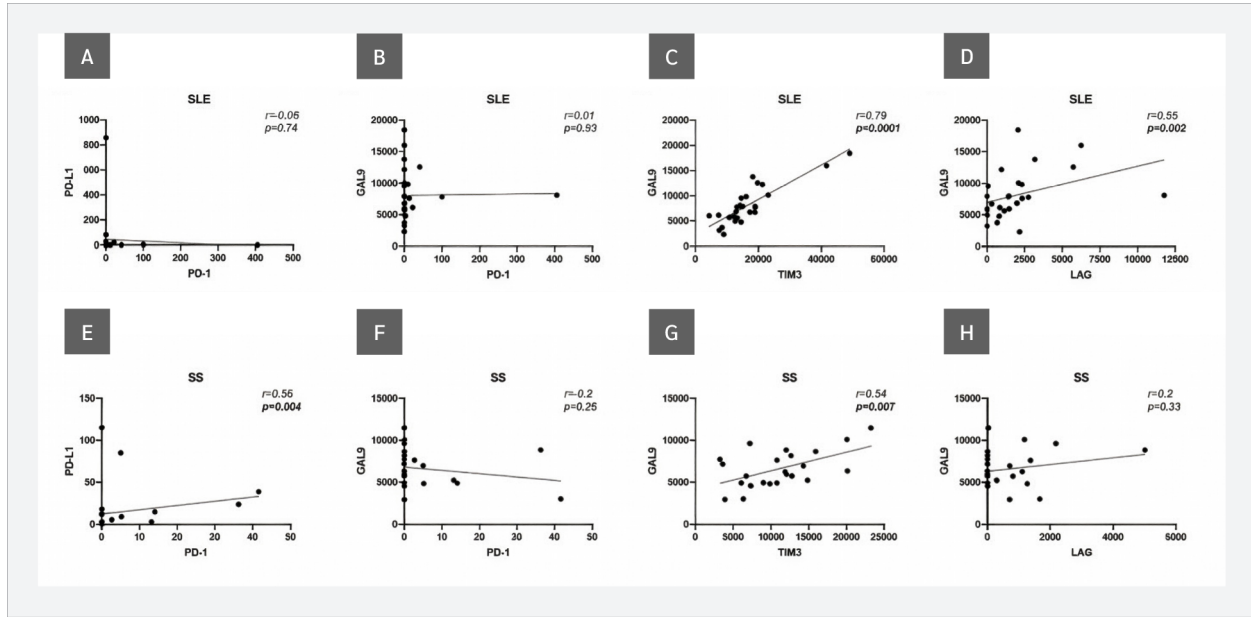 A
SLE
r=-0.06
p=0.74
1000
800
600
400
200
0
PD-L1
0 100 200 300 400 500
PD-1
B
SLE
r=0.01
p=0.93
20000
15000
10000
5000
0
GAL9
0 100 200 300 400 500
PD-1
C
SLE
r=0.79
p<0.0001
20000
15000
10000
5000
0
GAL9
0 20000 40000 60000
TIM3
D
SLE
r=0.55
p=0.002
20000
15000
10000
5000
0
GAL9
0 2500 5000 7500 10000 12500
LAG
E
SS
r=0.56
p=0.004
150
100
50
0
PD-L1
0 10 20 30 40 50
PD-1
F
SS
r=-0.2
p=0.25
15000
10000
5000
0
GAL9
0 10 20 30 40 50
PD-1
G
SS
r=0.54
p=0.007
15000
10000
5000
0
GAL9
0 5000 10000 15000 20000 25000
TIM3
H
SS
r=0.2
p=0.33
15000
10000
5000
0
GAL9
0 2000 4000 6000
LAG